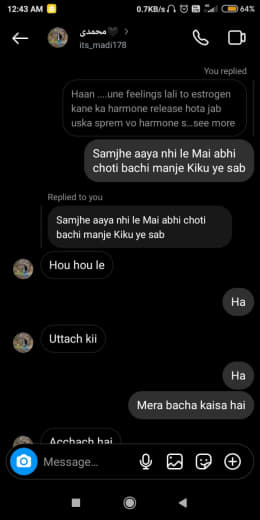 12:43 AM
0.7KB/s
64%
محمدی🖤
its_madi178
You replied
Haan ....une feelings lali to estrogen
kane ka harmone release hota jab
uska sprem vo harmone s...see more
Samjhe aaya nhi le Mai abhi
choti bachi manje Kiku ye sab
Replied to you
Samjhe aaya nhi le Mai abhi choti
bachi manje Kiku ye sab
Hou hou le
Ha
Uttach kii
Ha
Mera bacha kaisa hai
Acchach hai
Message...